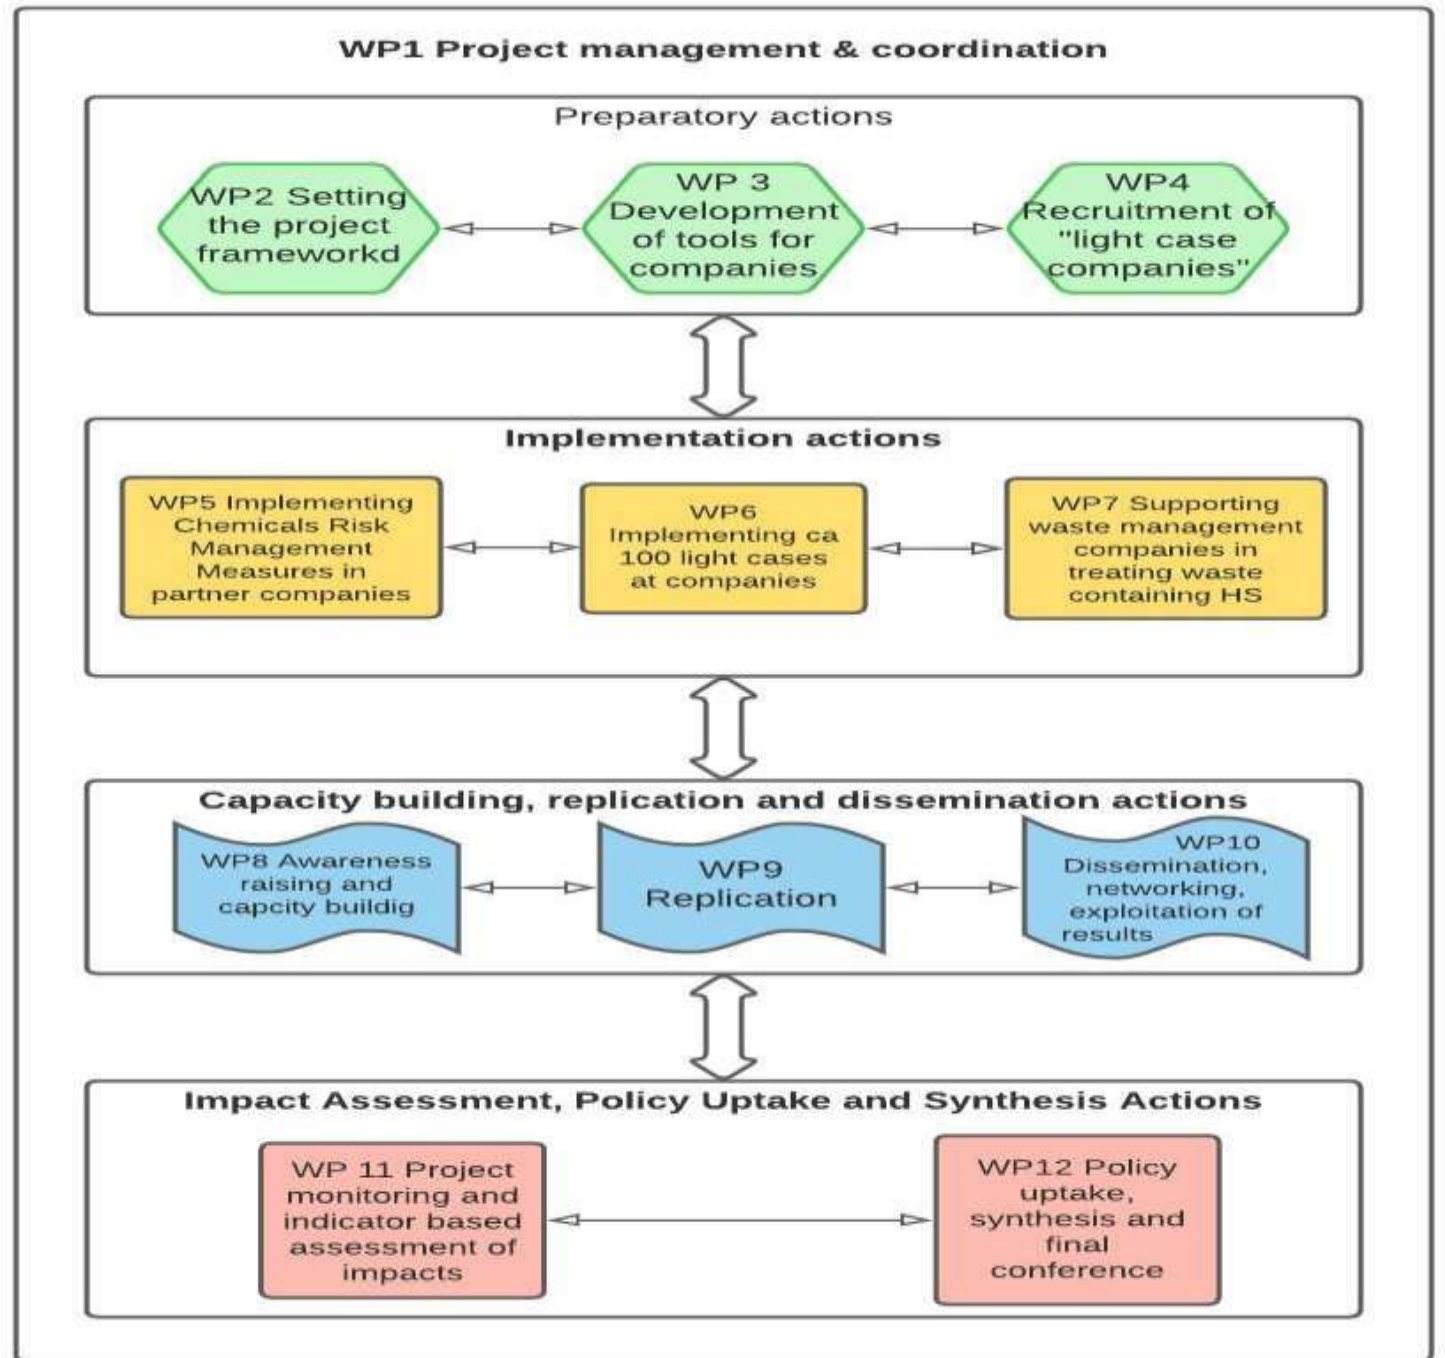 WP1 Project management & coordination
Preparatory actions
WP2 Setting
the project
frameworkd
WP 3
Development
of tools for
companies
WP4
Recruitment of
"light case
companies"
Implementation actions
WP5 Implementing
Chemicals Risk
Management
Measures in
partner companies
WP6
Implementing ca
100 light cases
at companies
WP7 Supporting
waste management
companies in
treating waste
containing HS
Capacity building, replication and dissemination actions
WP8 Awareness
raising and
capcity buildig
WP9
Replication
WP10
Dissemination,
networking,
exploitation of
results
Impact Assessment, Policy Uptake and Synthesis Actions
WP 11 Project
monitoring and
indicator based
assessment of
impacts
WP12 Policy
uptake,
synthesis and
final
conference